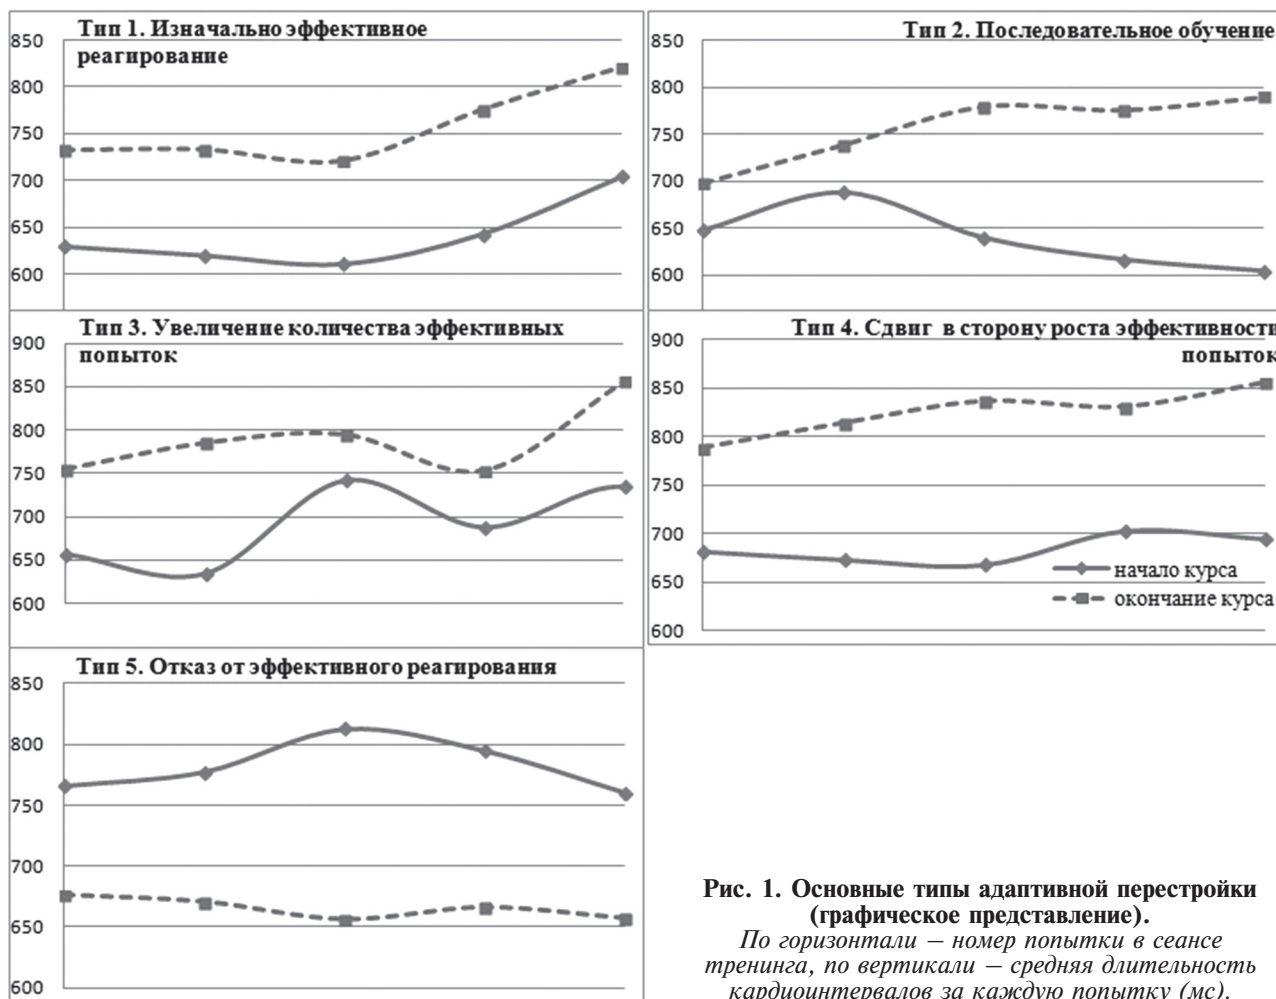 Тип 1. Изначально эффективное
реагирование
850
800
750
700
650
600
Тип 2. Последовательное обучение
850
800
750
700
650
600
Тип 3. Увеличение количества эффективных
попыток
900
850
800
750
700
650
600
Тип 4. Сдвиг в сторону роста эффективности
попыток
900
850
800
750
700
650
600
начало курса
окончание курса
Тип 5. Отказ от эффективного реагирования
850
800
750
700
650
600
Рис. 1. Основные типы адаптивной перестройки
(графическое представление).
По горизонтали — номер попытки в сеансе
тренинга, по вертикали — средняя длительность
кардиоинтервалов за каждую попытку (мс).